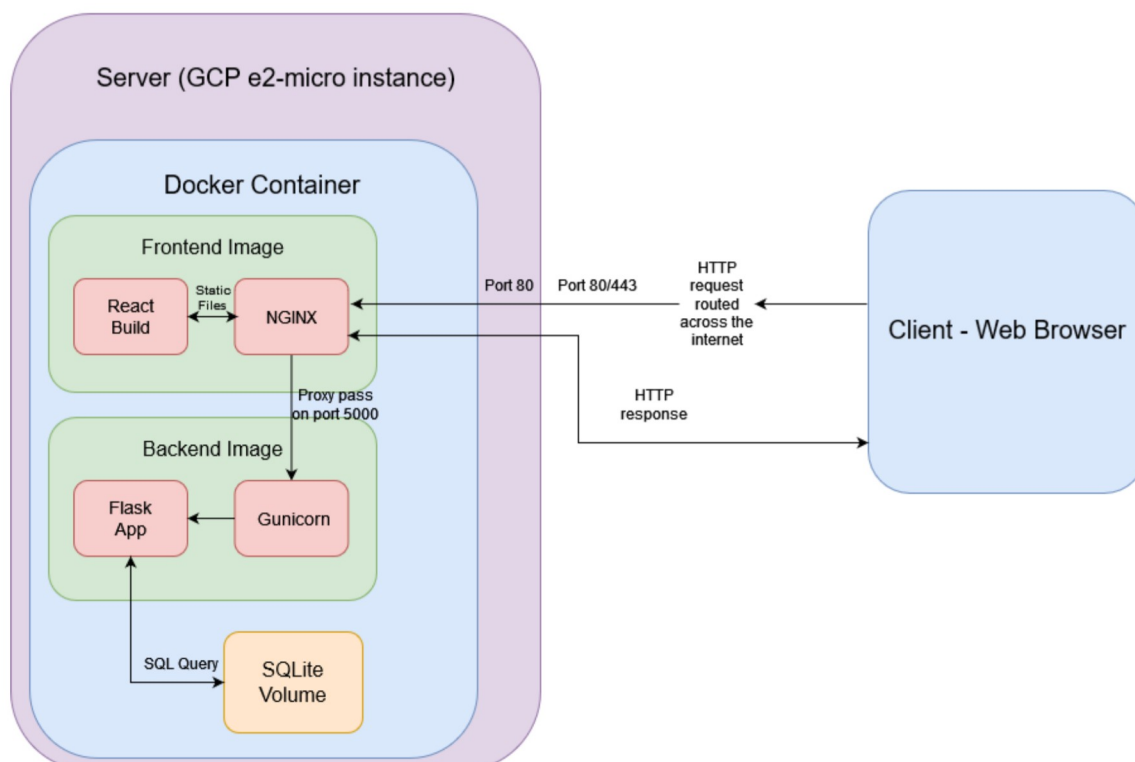 Server (GCP e2-micro instance)
Docker Container
Frontend Image
React
Build
Static
Files
NGINX
Port 80
Port 80/443
HTTP
request
routed
across the
internet
Client - Web Browser
Proxy pass
on port 5000
HTTP
response
Backend Image
Flask
App
Gunicorn
SQL Query
SQLite
Volume